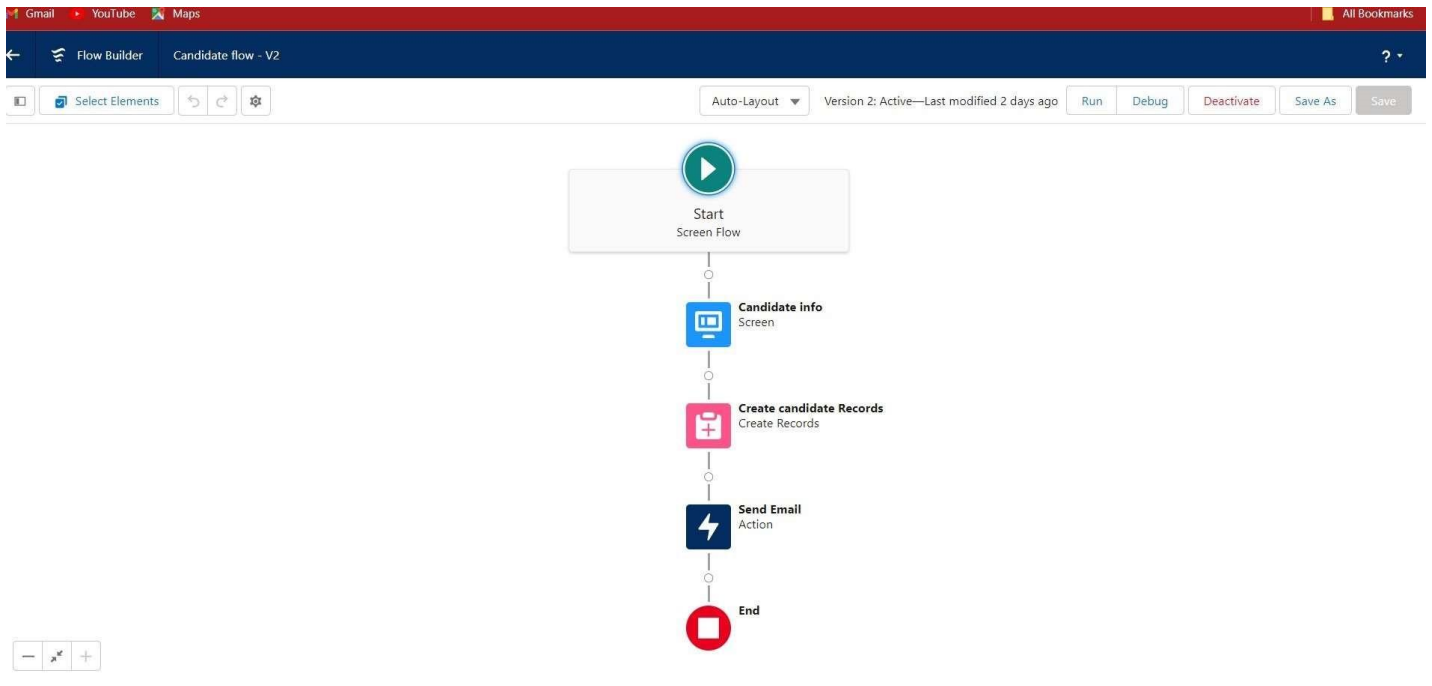 Gmail YouTube Maps All Bookmarks
Flow Builder Candidate flow - V2 ?
Select Elements Auto-Layout Version 2: Active—Last modified 2 days ago Run Debug Deactivate Save As Save
Start
Screen Flow
Candidate info
Screen
Create candidate Records
Create Records
Send Email
Action
End